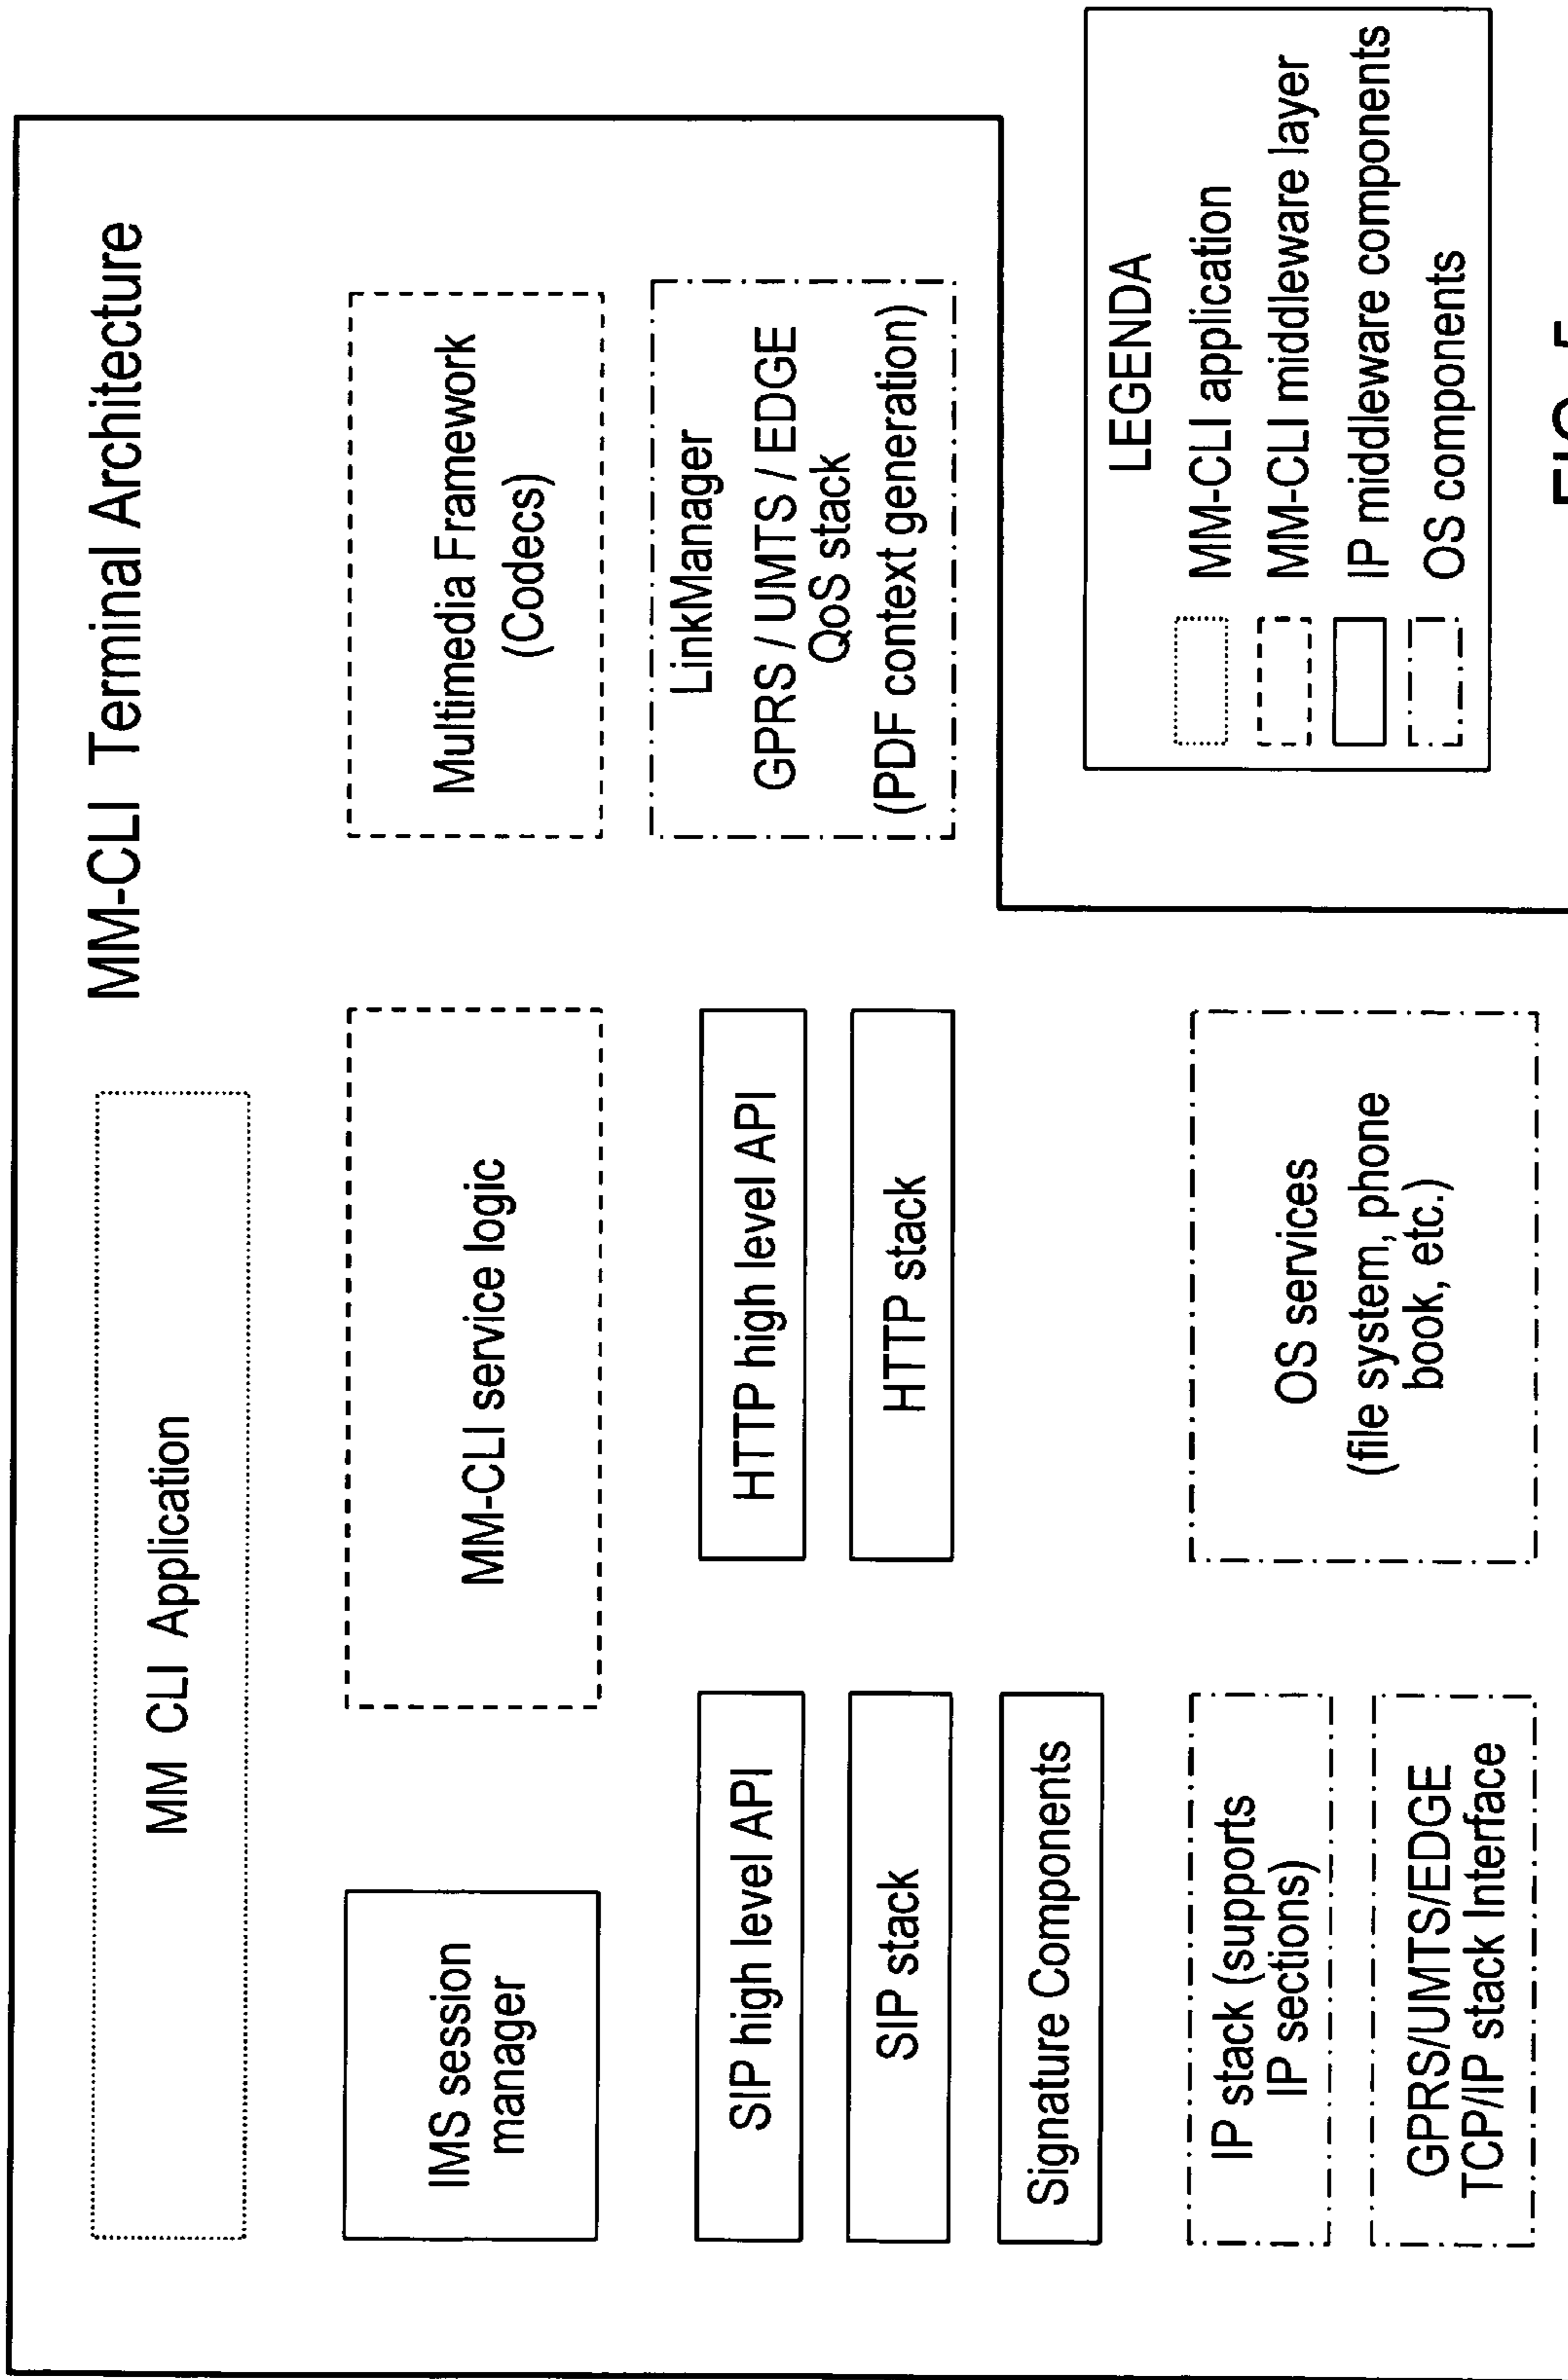 MM-CLI Terminal Architecture
MM CLI Application
IMS session
manager
MM-CLI service logic
Multimedia Framework
(Codecs)
SIP high level API
SIP stack
Signature Components
HTTP high level API
HTTP stack
LinkManager
GPRS / UMTS / EDGE
QoS stack
(PDF context generation)
IP stack (supports
IP sections)
GPRS/UMTS/EDGE
TCP/IP stack Interface
OS services
(file system, phone
book, etc.)
LEGENDA
MM-CLI application
MM-CLI middleware layer
IP middleware components
OS components